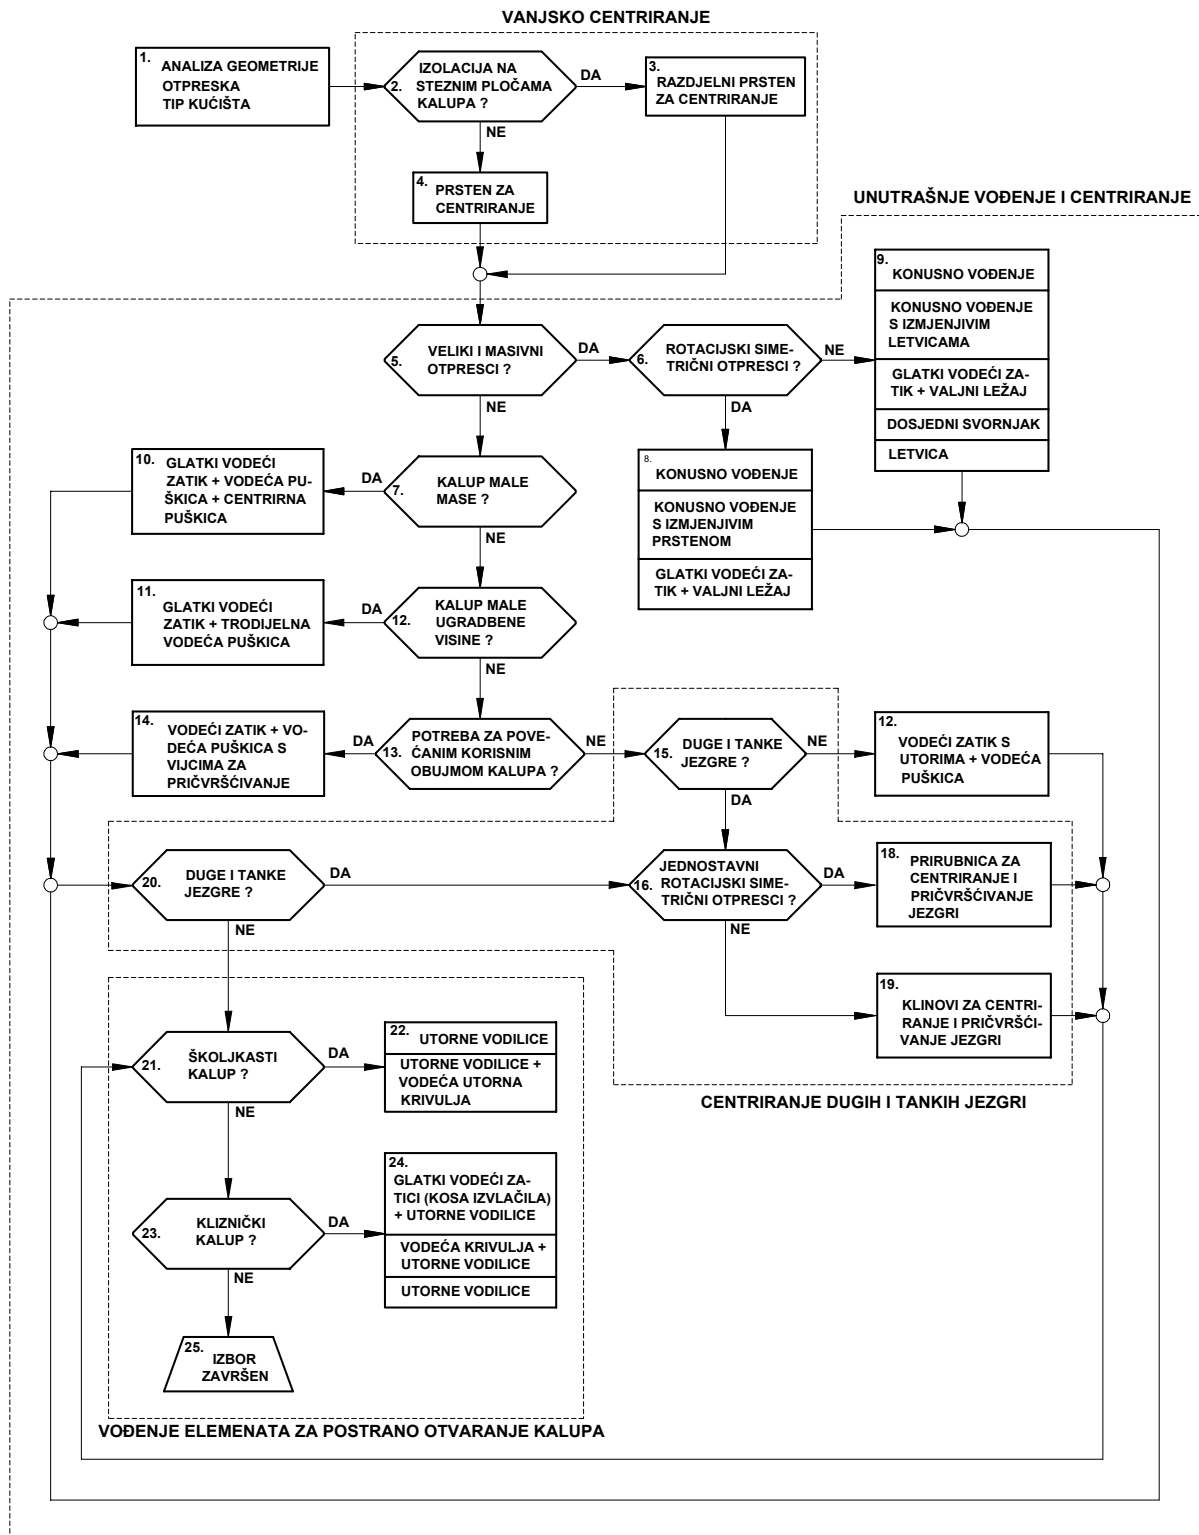 VANJSKO CENTRIRANJE
1. ANALIZA GEOMETRIJE
OTPRESKA
TIP KUĆIŠTA
IZOLACIJA NA
2. STEZNIM PLOČAMA
KALUPA ?
DA
NE
3.
RAZDJELNI PRSTEN
ZA CENTRIRANJE
4.
PRSTEN ZA
CENTRIRANJE
UNUTRAŠNJE VOĐENJE I CENTRIRANJE
5. VELIKI I MASIVNI
OTPRESCI ?
DA
NE
6. ROTACIJSKI SIME-
TRIČNI OTPRESCI ?
NE
DA
9.
KONUSNO VOĐENJE
KONUSNO VOĐENJE
S IZMJENJIVIM
LETVICAMA
GLATKI VODEĆI ZA-
TIK + VALJNI LEŽAJ
DOSJEDNI SVORNJAK
LETVICA
8.
KONUSNO VOĐENJE
KONUSNO VOĐENJE
S IZMJENJIVIM
PRSTENOM
GLATKI VODEĆI ZA-
TIK + VALJNI LEŽAJ
10. GLATKI VODEĆI
ZATIK + VODEĆA PU-
ŠKICA + CENTRIRNA
PUŠKICA
DA
7. KALUP MALE
MASE ?
NE
11.
GLATKI VODEĆI
ZATIK + TRODIJELNA
VODEĆA PUŠKICA
DA
KALUP MALE
12. UGRADBENE
VISINE ?
NE
14. VODEĆI ZATIK + VO-
DEĆA PUŠKICA S
VIJCIMA ZA
PRIČVRŠĆIVANJE
DA
POTREBA ZA POVE-
13. ĆANIM KORISNIM
OBUJMOM KALUPA ?
NE
15. DUGE I TANKE
JEZGRE ?
NE
DA
12.
VODEĆI ZATIK S
UTORIMA + VODEĆA
PUŠKICA
20. DUGE I TANKE
JEZGRE ?
DA
NE
JEDNOSTAVNI
16. ROTACIJSKI SIME-
TRIČNI OTPRESCI ?
DA
NE
18. PRIRUBNICA ZA
CENTRIRANJE I
PRIČVRŠĆIVANJE
JEZGRI
19.
KLINOVI ZA CENTRI-
RANJE I PRIČVRŠĆI-
VANJE JEZGRI
CENTRIRANJE DUGIH I TANKIH JEZGRI
21. ŠKOLJKASTI
KALUP ?
DA
NE
22. UTORNE VODILICE
UTORNE VODILICE +
VODEĆA UTORNA
KRIVULJA
23. KLIZNIČKI
KALUP ?
DA
NE
24.
GLATKI VODEĆI ZA-
TICI (KOSA IZVLAČILA)
+ UTORNE VODILICE
VODEĆA KRIVULJA +
UTORNE VODILICE
UTORNE VODILICE
25. IZBOR
ZAVRŠEN
VOĐENJE ELEMENATA ZA POSTRANO OTVARANJE KALUPA